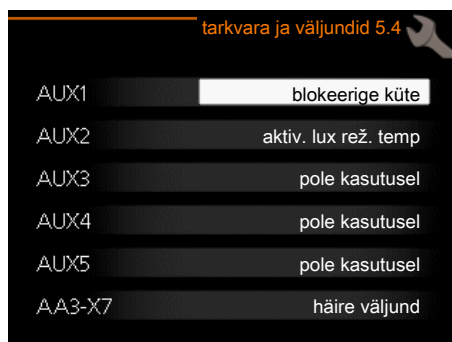 tarkvara ja väljundid 5.4
AUX1 blokeerige küte
AUX2 aktiv. lux rež. temp
AUX3 pole kasutusel
AUX4 pole kasutusel
AUX5 pole kasutusel
AA3-X7 häire väljund